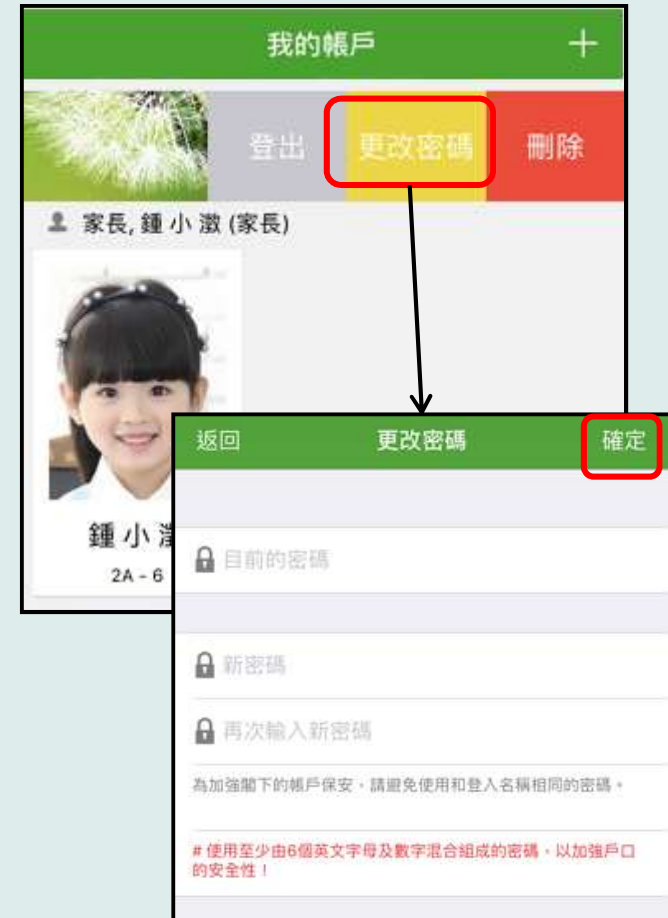 我的帳戶 +
登出 更改密碼 刪除
家長, 鍾 小 澂 (家長)
鍾 小
2A - 6
返回 更改密碼 確定
目前的密碼
新密碼
再次輸入新密碼
為加強閣下的帳戶保安，請避免使用和登入名稱相同的密碼。
# 使用至少由6個英文字母及數字混合組成的密碼，以加強戶口
的安全性！